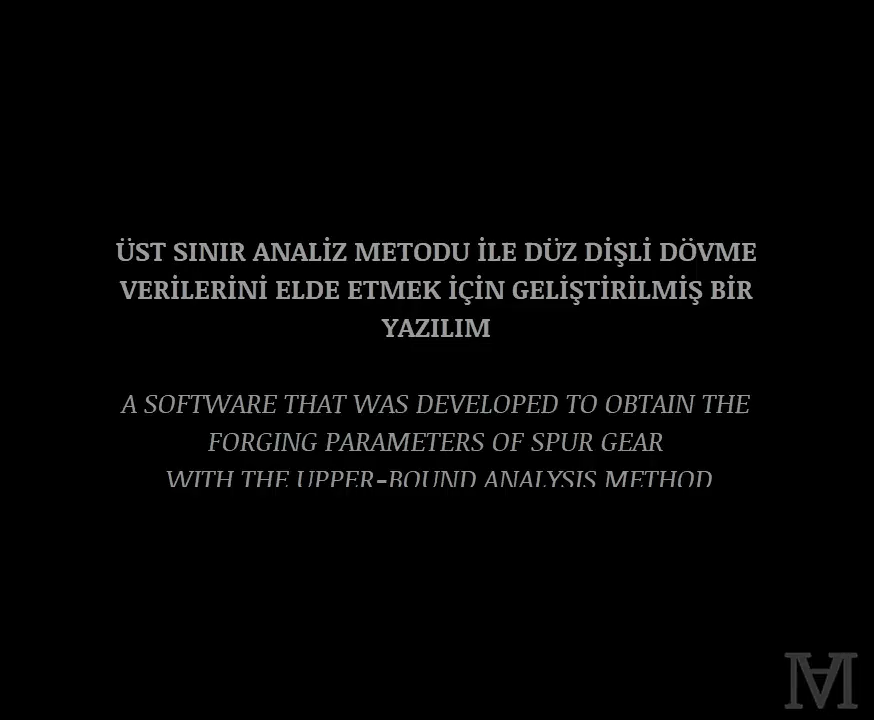 ÜST SINIR ANALİZ METODU İLE DÜZ DİŞLİ DÖVME
VERİLERİNİ ELDE ETMEK İÇİN GELİŞTİRİLMİŞ BİR
YAZILIM
A SOFTWARE THAT WAS DEVELOPED TO OBTAIN THE
FORGING PARAMETERS OF SPUR GEAR
WITH THE UPPER-BOUND ANALYSIS METHOD